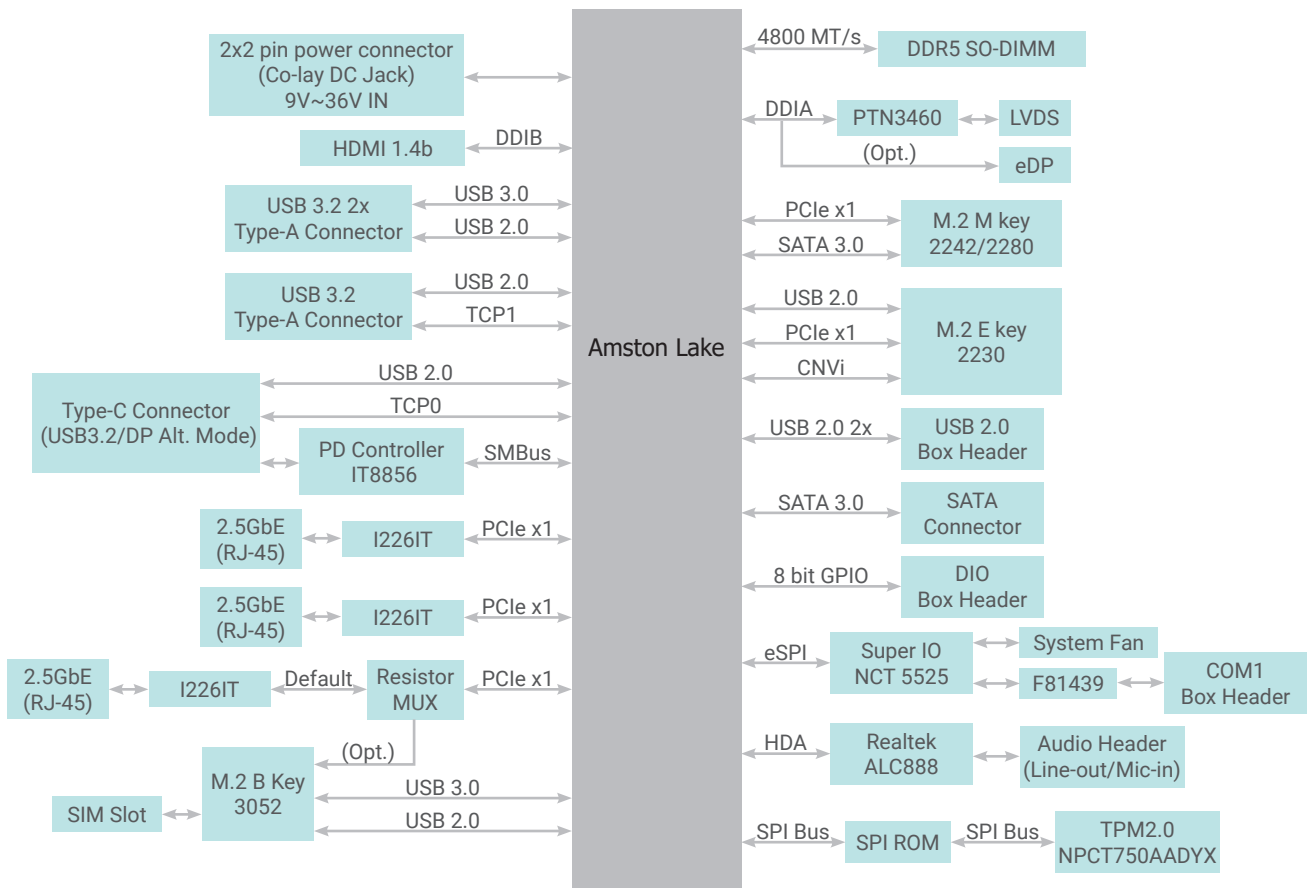 2x2 pin power connector
(Co-lay DC Jack)
9V~36V IN
HDMI 1.4b
DDIB
USB 3.2 2x
Type-A Connector
USB 3.0
USB 2.0
USB 3.2
Type-A Connector
USB 2.0
TCP1
Type-C Connector
(USB3.2/DP Alt. Mode)
USB 2.0
TCP0
PD Controller
IT8856
SMBus
2.5GbE
(RJ-45)
I226IT
PCIe x1
2.5GbE
(RJ-45)
I226IT
PCIe x1
2.5GbE
(RJ-45)
I226IT
Default
Resistor
MUX
PCIe x1
(Opt.)
M.2 B Key
3052
SIM Slot
USB 3.0
USB 2.0
Amston Lake
4800 MT/s
DDR5 SO-DIMM
DDIA
PTN3460
LVDS
(Opt.)
eDP
PCIe x1
SATA 3.0
M.2 M key
2242/2280
USB 2.0
PCIe x1
CNVi
M.2 E key
2230
USB 2.0 2x
USB 2.0
Box Header
SATA 3.0
SATA
Connector
8 bit GPIO
DIO
Box Header
eSPI
Super IO
NCT 5525
System Fan
F81439
COM1
Box Header
HDA
Realtek
ALC888
Audio Header
(Line-out/Mic-in)
SPI Bus
SPI ROM
SPI Bus
TPM2.0
NPCT750AADYX